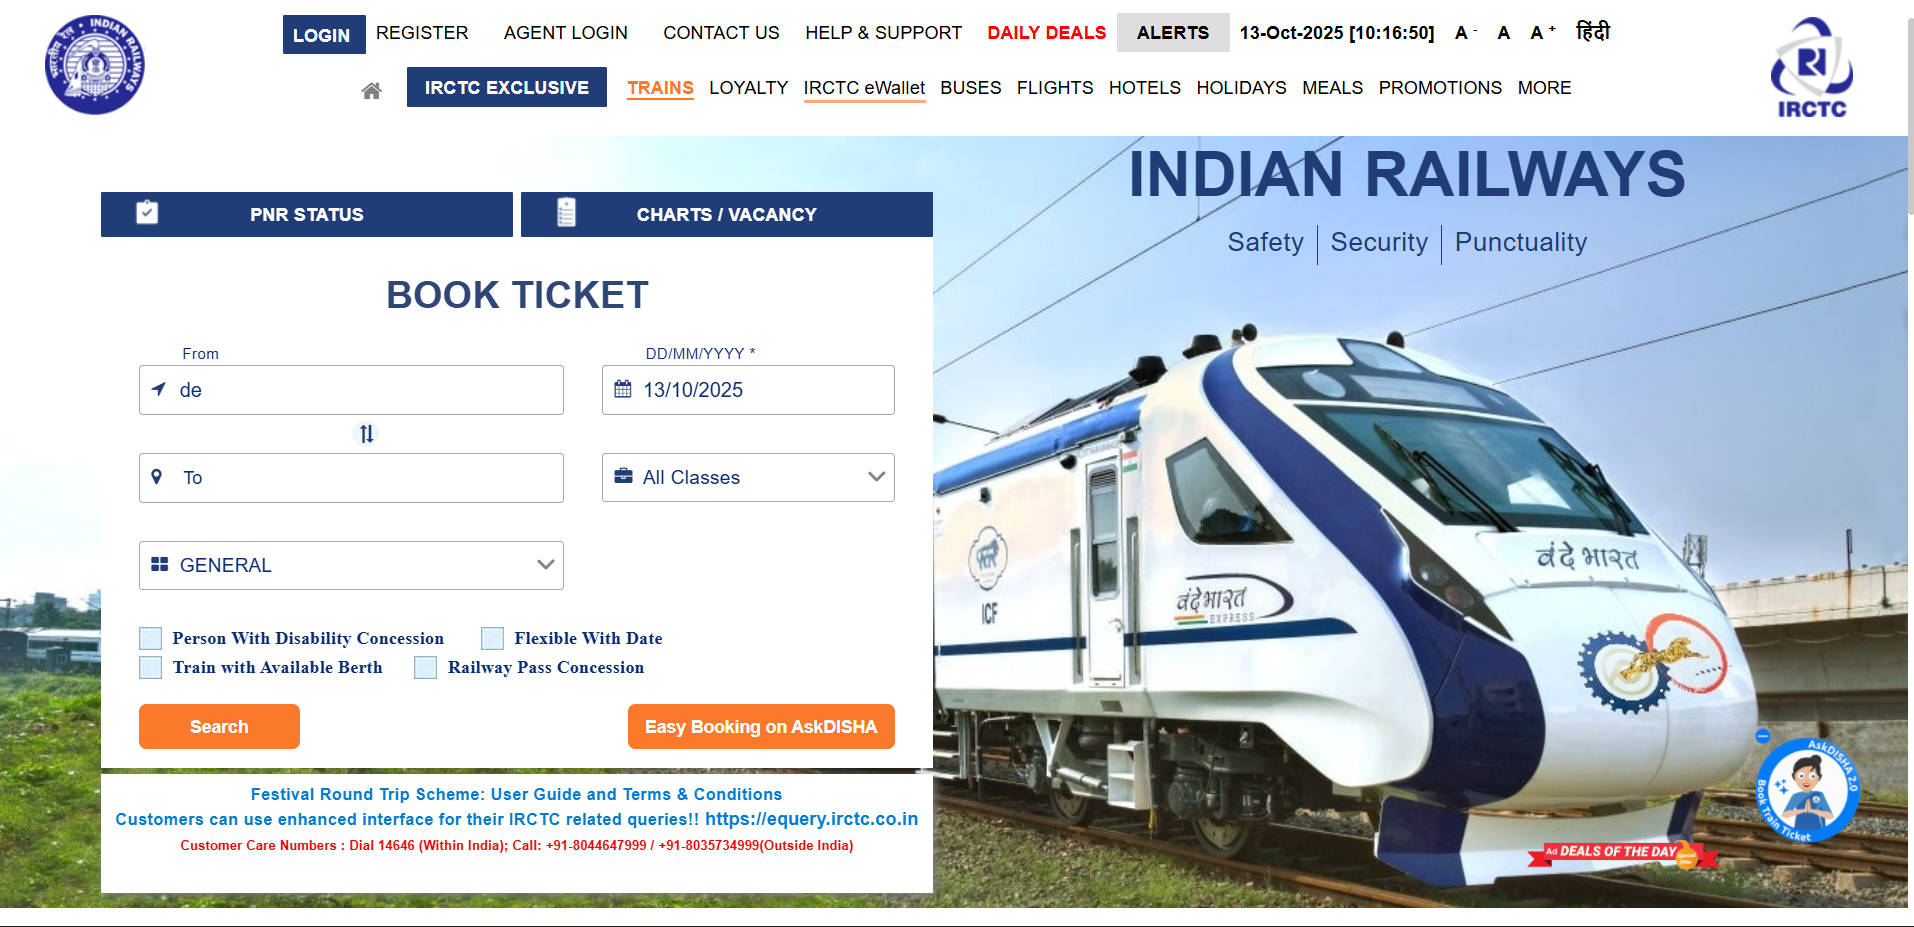 INDIAN RAILWAYS
भारतीय रेल
LOGIN REGISTER AGENT LOGIN CONTACT US HELP & SUPPORT DAILY DEALS ALERTS 13-Oct-2025 [10:16:50] A - A A + हिंदी
IRCTC EXCLUSIVE TRAINS LOYALTY IRCTC eWallet BUSES FLIGHTS HOTELS HOLIDAYS MEALS PROMOTIONS MORE
IRCTC
INDIAN RAILWAYS
Safety | Security | Punctuality
PNR STATUS CHARTS / VACANCY
BOOK TICKET
From DD/MM/YYYY *
de 13/10/2025
To All Classes
GENERAL
Person With Disability Concession Flexible With Date
Train with Available Berth Railway Pass Concession
Search Easy Booking on AskDISHA
Festival Round Trip Scheme: User Guide and Terms & Conditions
Customers can use enhanced interface for their IRCTC related queries!! https://equery.irctc.co.in
Customer Care Numbers : Dial 14646 (Within India); Call: +91-8044647999 / +91-8035734999(Outside India)
ICF
वंदे भारत
EXPRESS
वंदे भारत
AskDISHA 2.0
Book Train Ticket
Ad DEALS OF THE DAY Special Offer